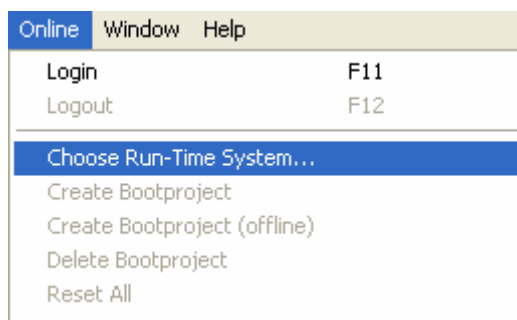 Online Window Help
Login F11
Logout F12
Choose Run-Time System...
Create Bootproject
Create Bootproject (offline)
Delete Bootproject
Reset All